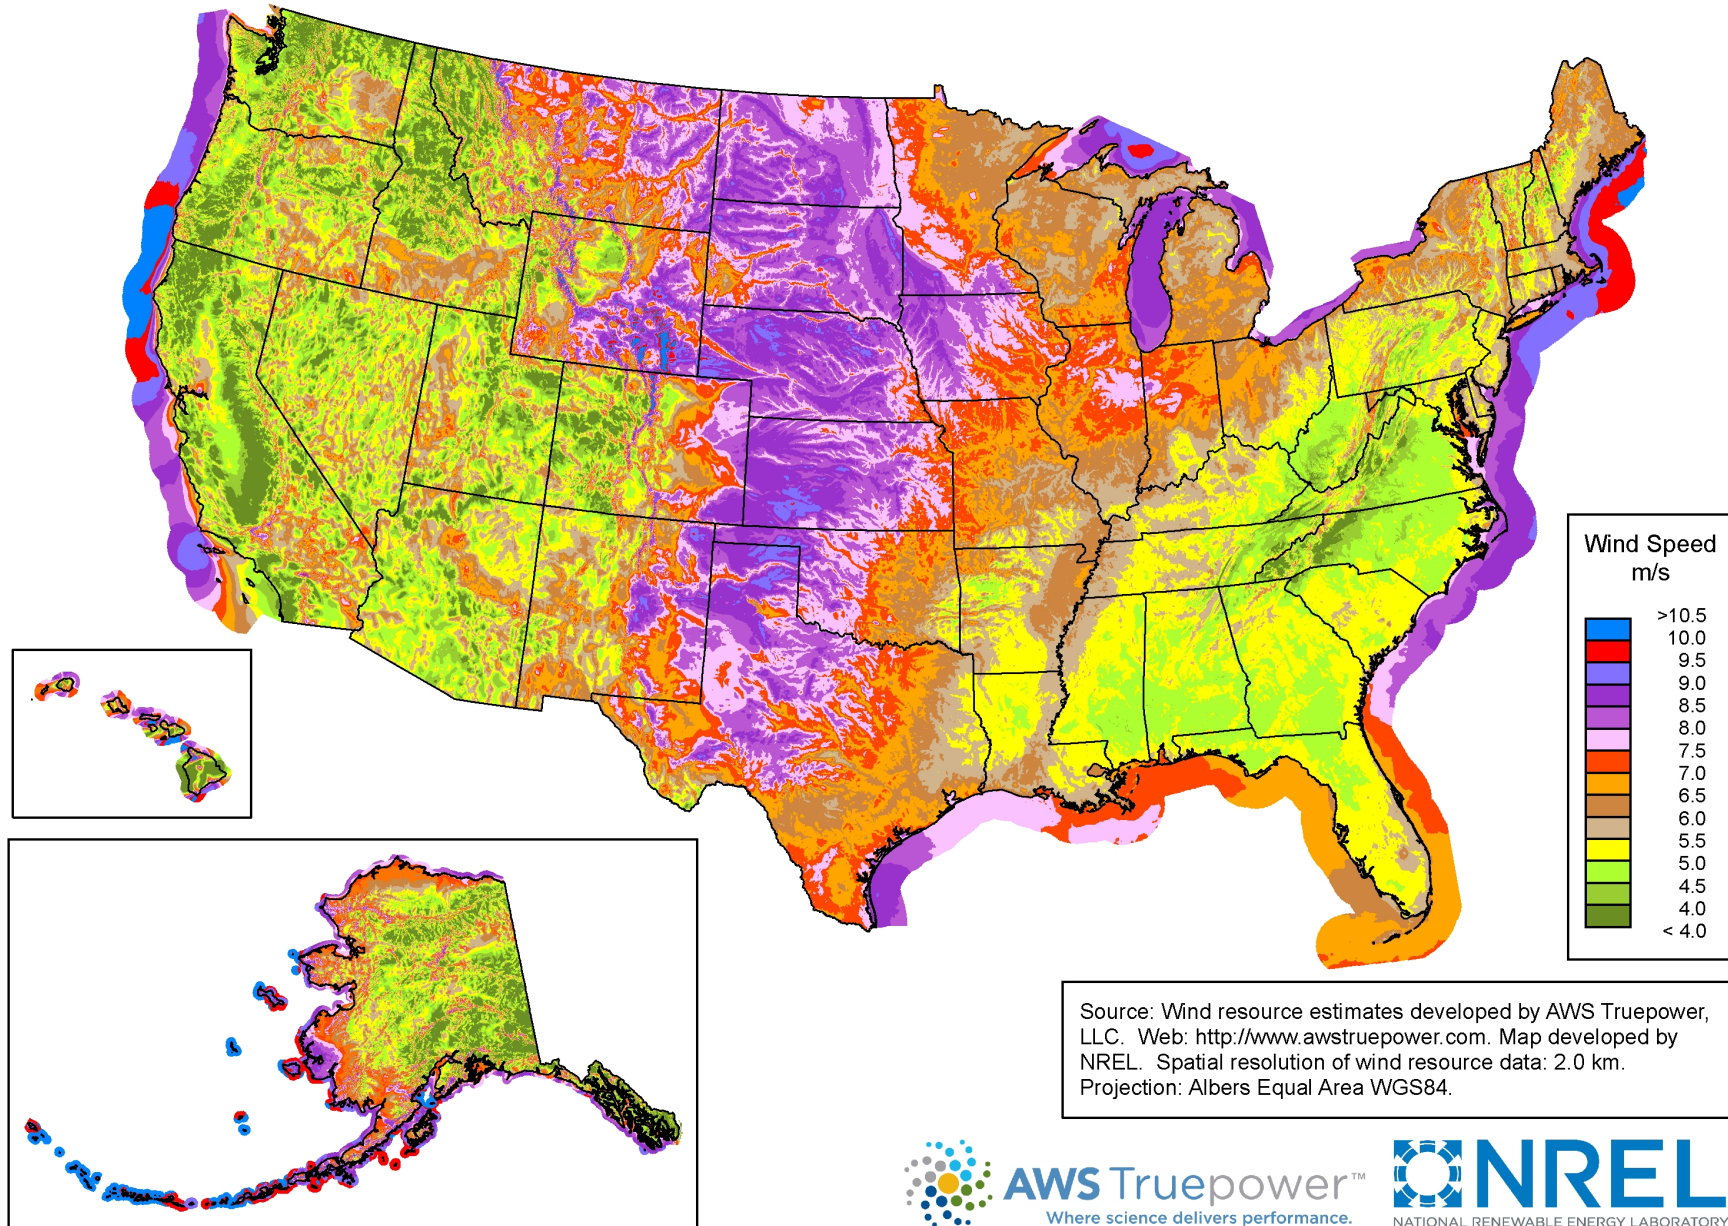 Wind Speed
m/s
>10.5
10.0
9.5
9.0
8.5
8.0
7.5
7.0
6.5
6.0
5.5
5.0
4.5
4.0
< 4.0
Source: Wind resource estimates developed by AWS Truepower,
LLC. Web: http://www.awstruepower.com. Map developed by
NREL. Spatial resolution of wind resource data: 2.0 km.
Projection: Albers Equal Area WGS84.
AWS Truepower™
Where science delivers performance.
NREL
NATIONAL RENEWABLE ENERGY LABORATORY